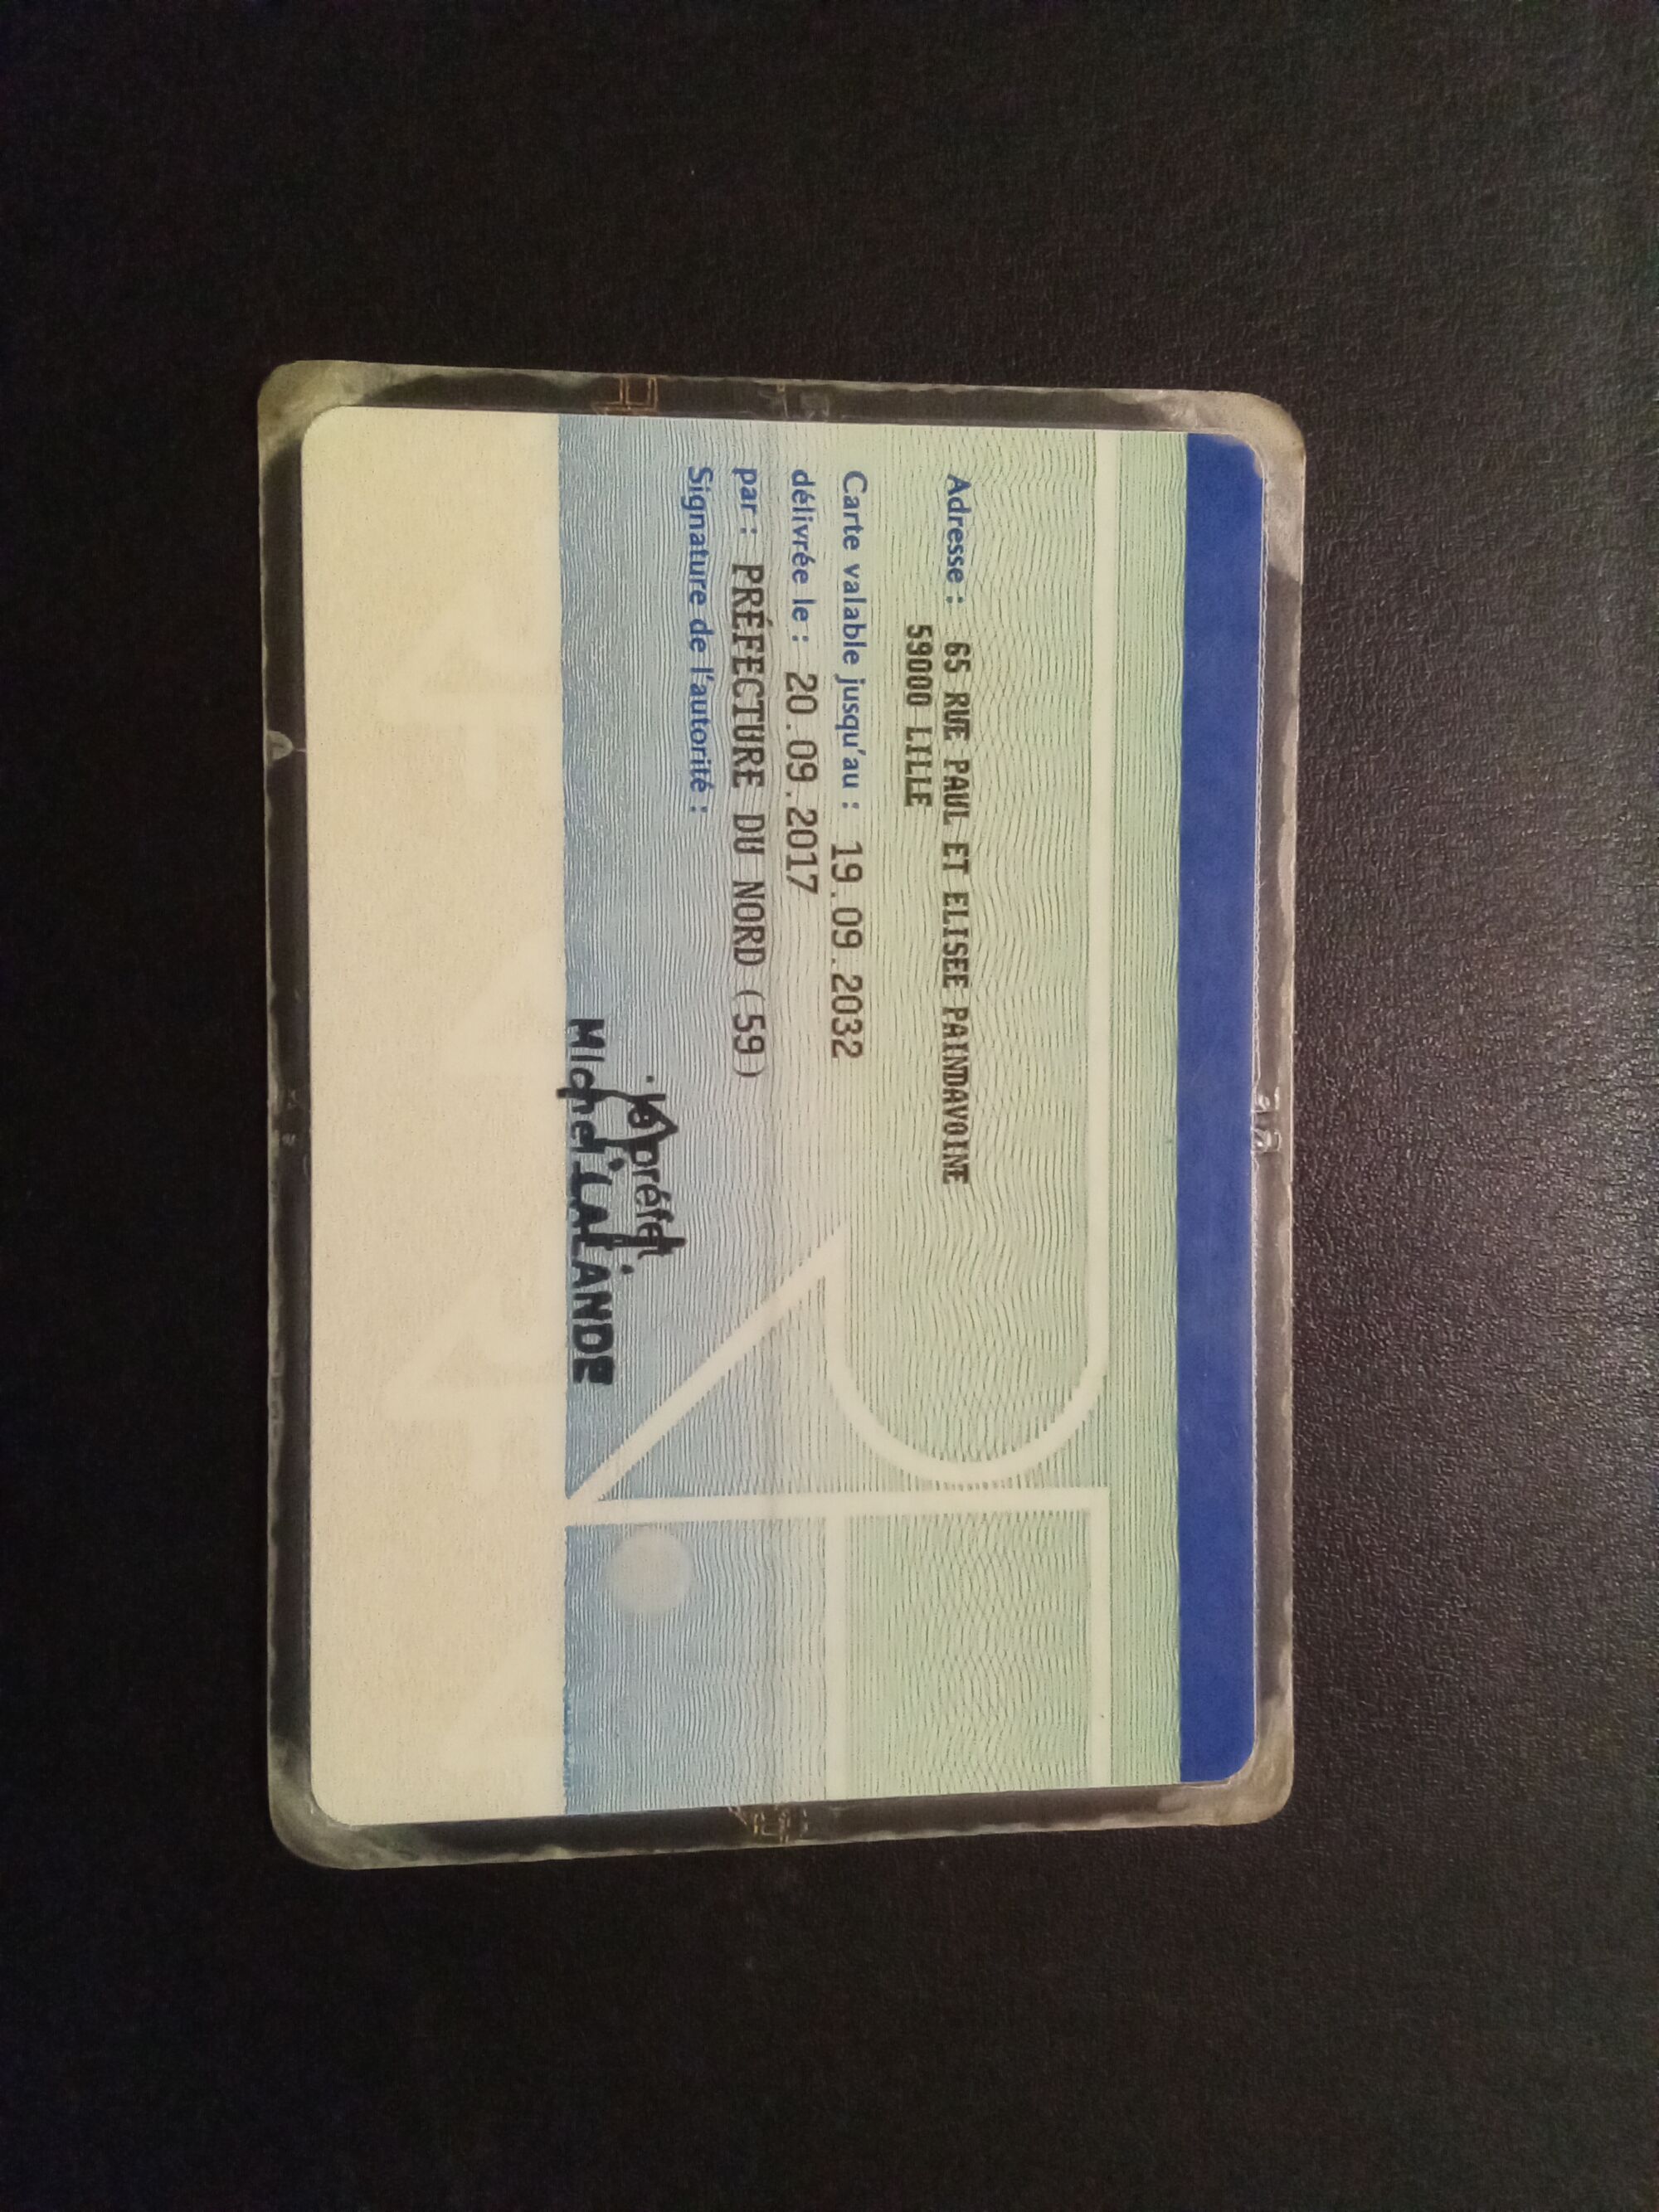 Adresse : 65 RUE PAUL ET ELISEE PAINDAVOINE
59000 LILLE
Carte valable jusqu'au : 19.09.2032
délivrée le : 20.09.2017
par : PRÉFECTURE DU NORD (59)
Signature de l'autorité :
Le préfet
Michel LALANDE